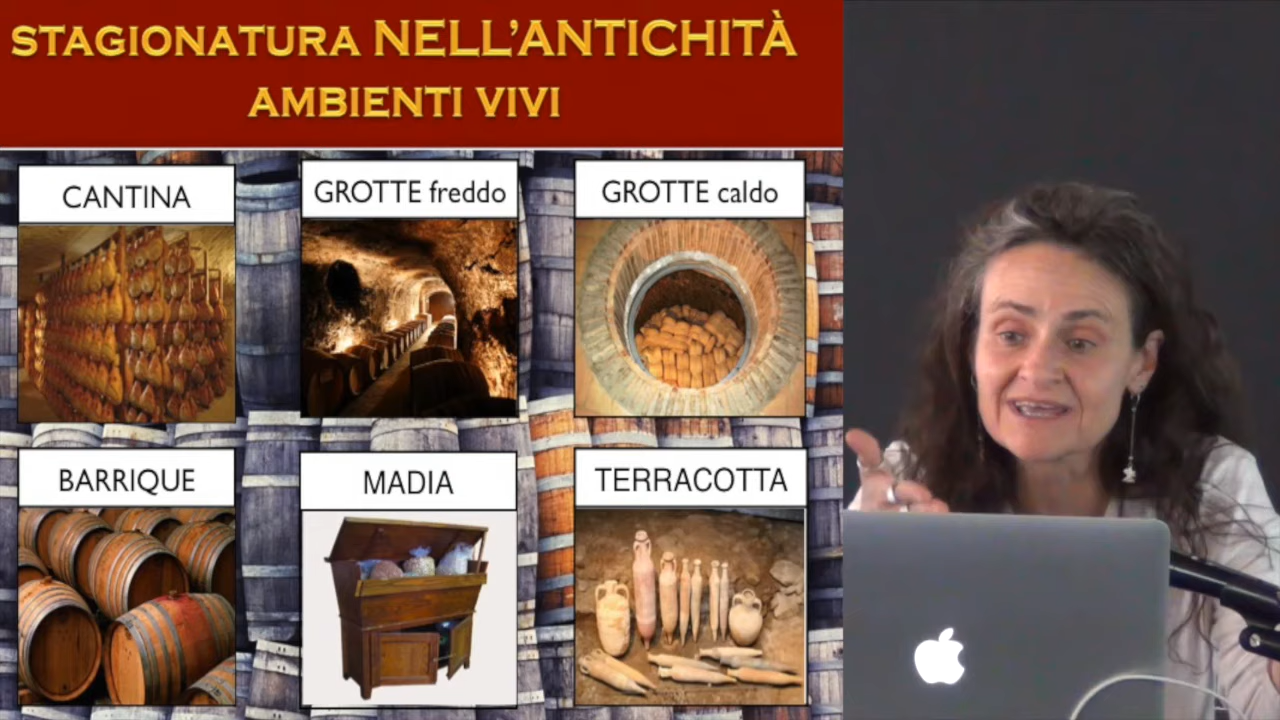 STAGIONATURA NELL'ANTICHITÀ
AMBIENTI VIVI
CANTINA
GROTTE freddo
GROTTE caldo
BARRIQUE
MADIA
TERRACOTTA